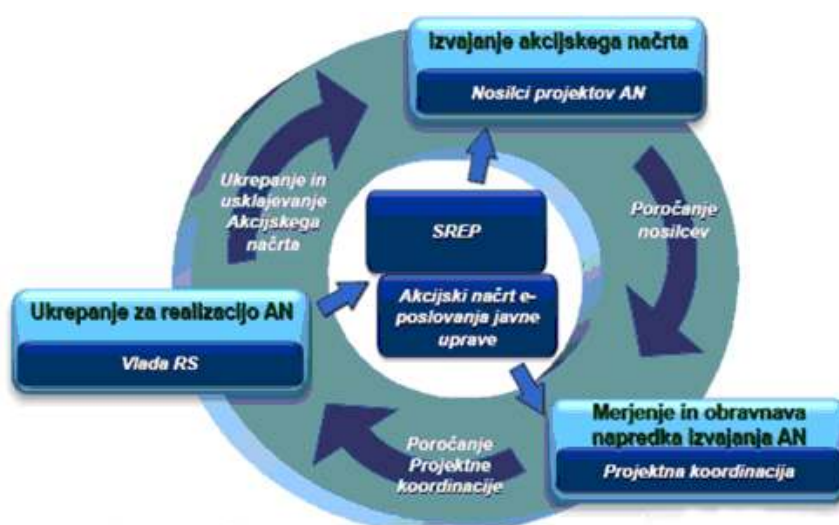 Izvajanje akcijskega načrta
Nosilci projektov AN
Ukrepanje in
usklajevanje
Akcijskega
načrta
Poročanje
nosilcev
SREP
Akcijski načrt e-
poslovanja javne
uprave
Ukrepanje za realizacijo AN
Vlada RS
Merjenje in obravnava
napredka izvajanja AN
Projektna koordinacija
Poročanje
Projektne
koordinacije